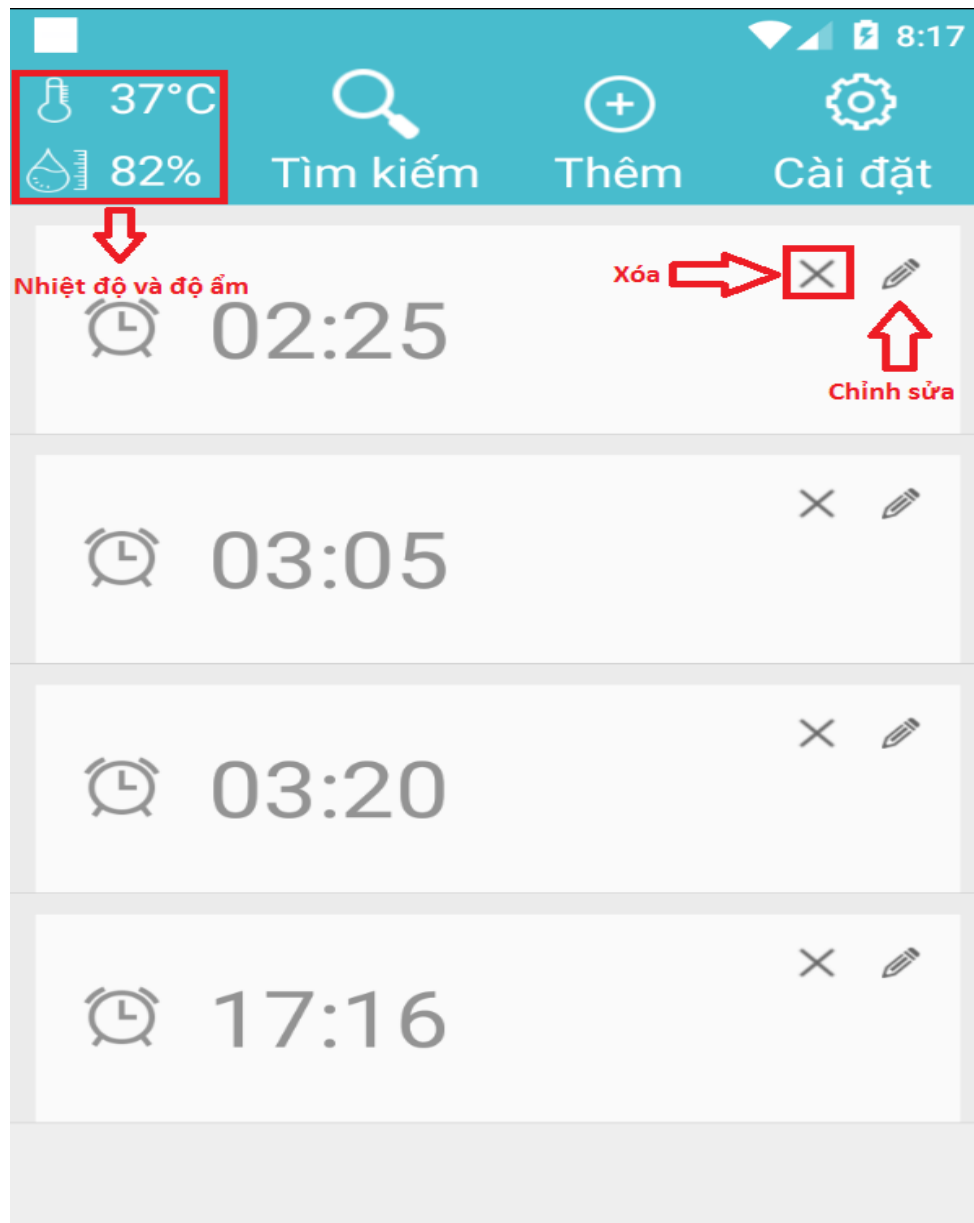 8:17
37°C
82%
Tìm kiếm
Thêm
Cài đặt
Nhiệt độ và độ ẩm
Xóa
02:25
Chỉnh sửa
03:05
03:20
17:16